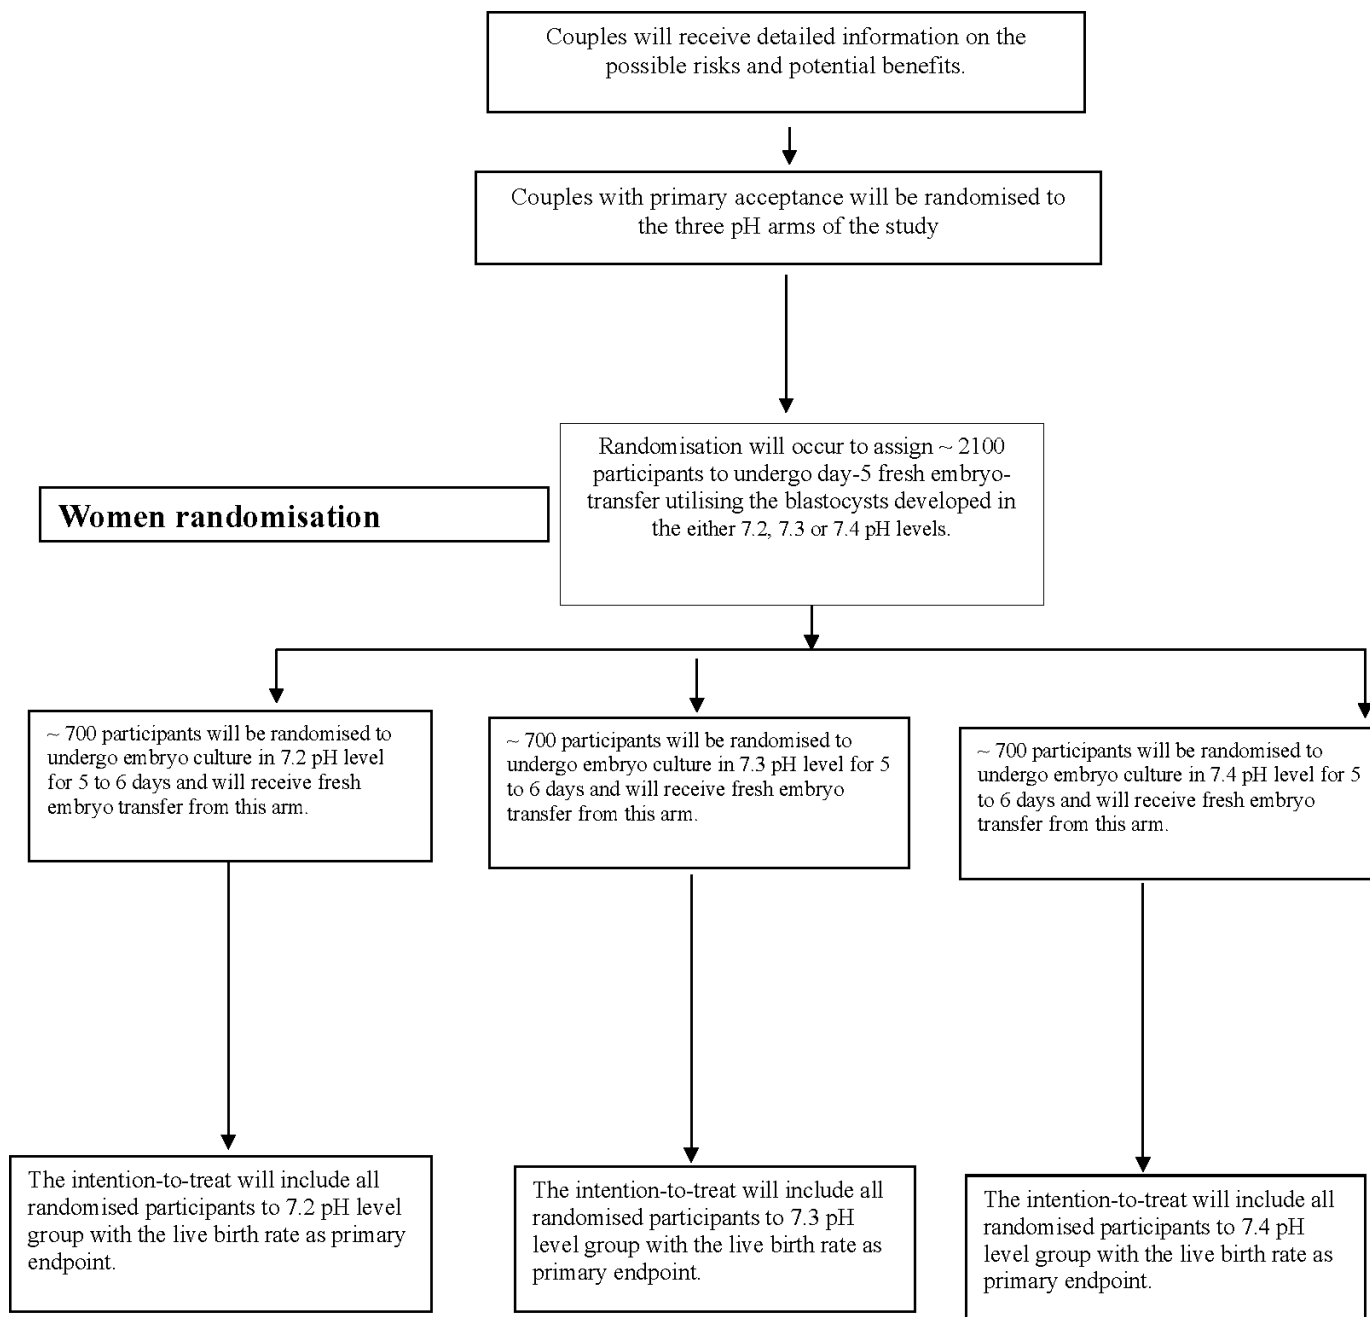 Couples will receive detailed information on the
possible risks and potential benefits.
Couples with primary acceptance will be randomised to
the three pH arms of the study
Randomisation will occur to assign ~ 2100
participants to undergo day-5 fresh embryo-
transfer utilising the blastocysts developed in
the either 7.2, 7.3 or 7.4 pH levels.
Women randomisation
~ 700 participants will be randomised to
undergo embryo culture in 7.2 pH level
for 5 to 6 days and will receive fresh
embryo transfer from this arm.
~ 700 participants will be randomised to
undergo embryo culture in 7.3 pH level for 5
to 6 days and will receive fresh embryo
transfer from this arm.
~ 700 participants will be randomised to
undergo embryo culture in 7.4 pH level for 5
to 6 days and will receive fresh embryo
transfer from this arm.
The intention-to-treat will include all
randomised participants to 7.2 pH level
group with the live birth rate as primary
endpoint.
The intention-to-treat will include all
randomised participants to 7.3 pH
level group with the live birth rate as
primary endpoint.
The intention-to-treat will include all
randomised participants to 7.4 pH
level group with the live birth rate as
primary endpoint.